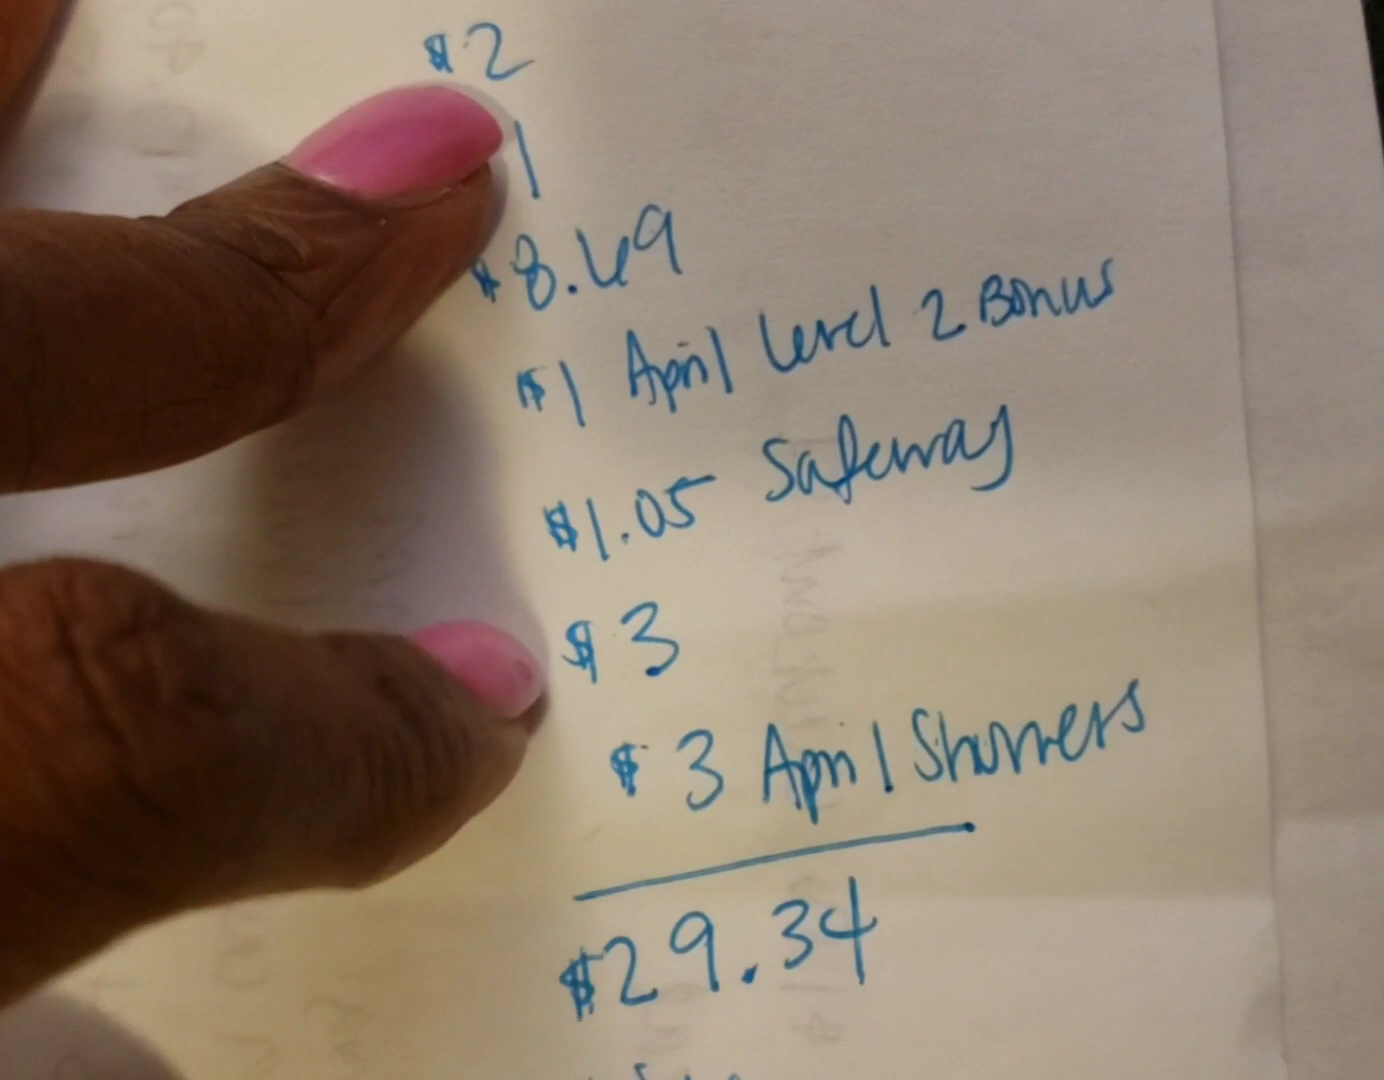 $2
1
$8.49
$1 April Level 2 Bonus
$1.05 Safeway
$3
$3 April Showers
$29.34